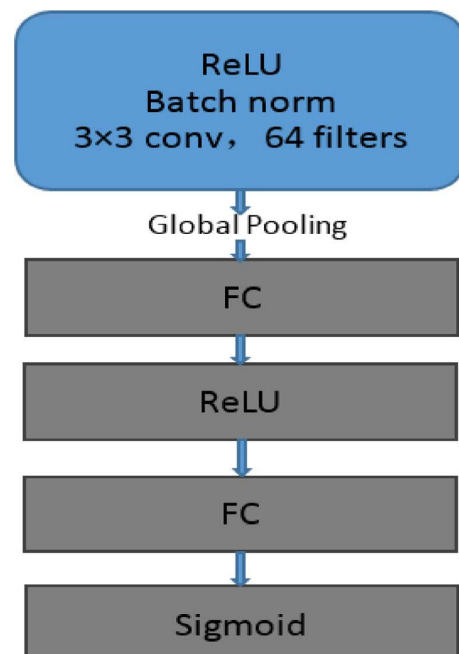 ReLU
Batch norm
3×3 conv， 64 filters
Global Pooling
FC
ReLU
FC
Sigmoid